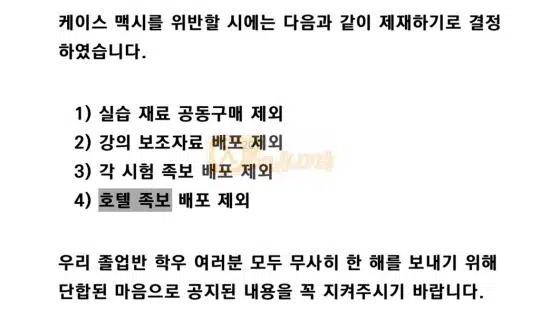 케이스 맥시를 위반할 시에는 다음과 같이 제재하기로 결정
하였습니다.
1) 실습 재료 공동구매 제외
2) 강의 보조자료 배포 제외
3) 각 시험 족보 배포 제외
4) 호텔 족보 배포 제외
우리 졸업반 학우 여러분 모두 무사히 한 해를 보내기 위해
단합된 마음으로 공지된 내용을 꼭 지켜주시기 바랍니다.